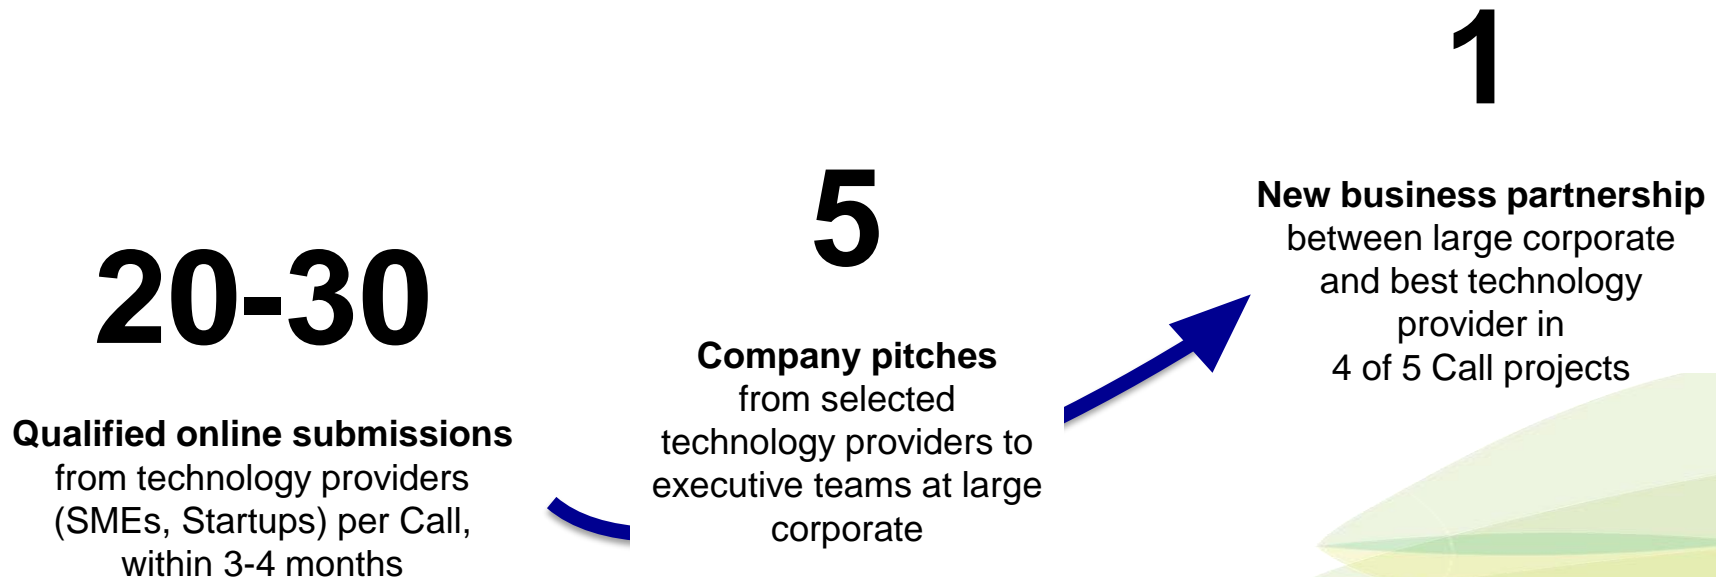 20-30
Qualified online submissions
from technology providers
(SMEs, Startups) per Call,
within 3-4 months
5
Company pitches
from selected
technology providers to
executive teams at large
corporate
1
New business partnership
between large corporate
and best technology
provider in
4 of 5 Call projects